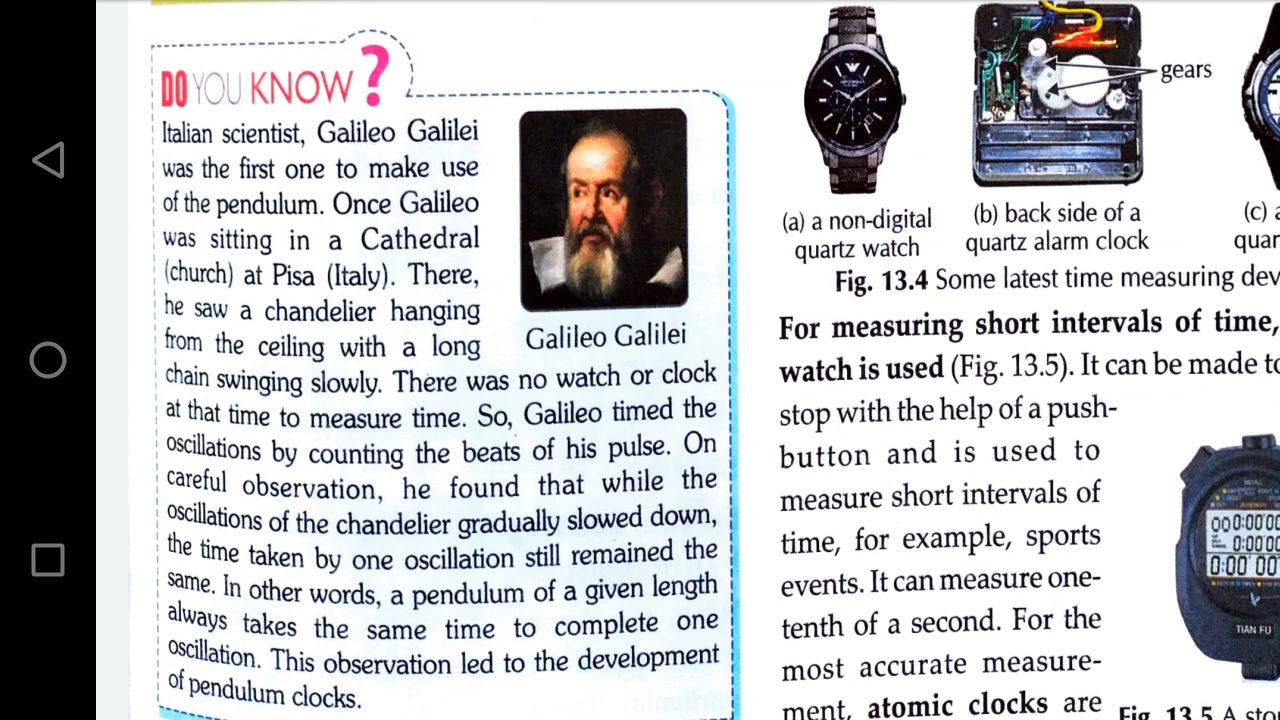 DO YOU KNOW ?
Italian scientist, Galileo Galilei
was the first one to make use
of the pendulum. Once Galileo
was sitting in a Cathedral
(church) at Pisa (Italy). There,
he saw a chandelier hanging
from the ceiling with a long
chain swinging slowly. There was no watch or clock
at that time to measure time. So, Galileo timed the
oscillations by counting the beats of his pulse. On
careful observation, he found that while the
oscillations of the chandelier gradually slowed down,
the time taken by one oscillation still remained the
same. In other words, a pendulum of a given length
always takes the same time to complete one
oscillation. This observation led to the development
of pendulum clocks.
Galileo Galilei
gears
(a) a non-digital
quartz watch
(b) back side of a
quartz alarm clock
(c)
quar
Fig. 13.4 Some latest time measuring dev
For measuring short intervals of time,
watch is used (Fig. 13.5). It can be made to
stop with the help of a push-
button and is used to
measure short intervals of
time, for example, sports
events. It can measure one-
tenth of a second. For the
most accurate measure-
ment, atomic clocks are
TIAN FU
Fig. 13.5 A sto